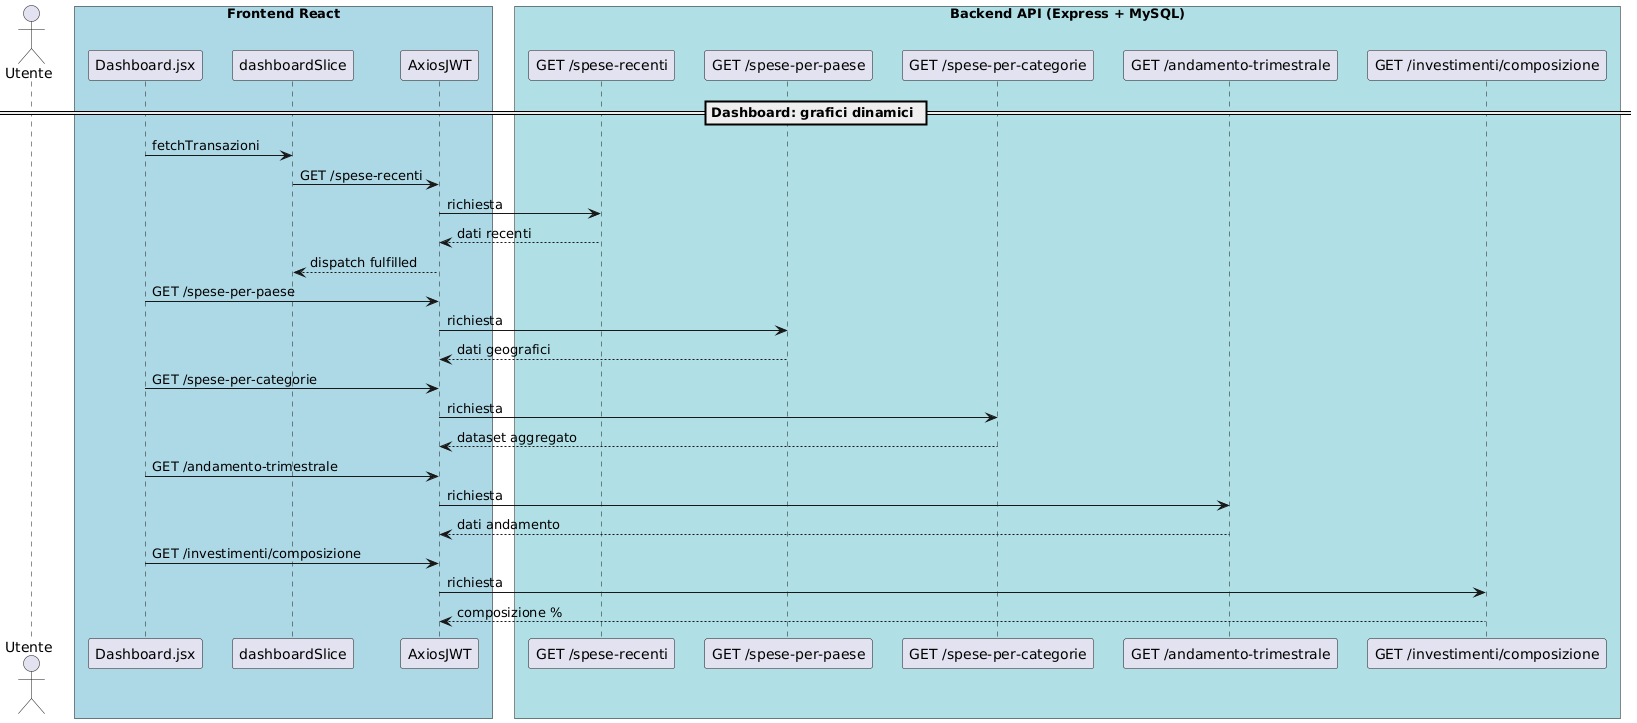 Frontend React
Backend API (Express + MySQL)
Utente
Dashboard.jsx
dashboardSlice
AxiosJWT
GET /spese-recenti
GET /spese-per-paese
GET /spese-per-categorie
GET /andamento-trimestrale
GET /investimenti/composizione
Dashboard: grafici dinamici
fetchTransazioni
GET /spese-recenti
richiesta
dati recenti
dispatch fulfilled
GET /spese-per-paese
richiesta
dati geografici
GET /spese-per-categorie
richiesta
dataset aggregato
GET /andamento-trimestrale
richiesta
dati andamento
GET /investimenti/composizione
richiesta
composizione %
Utente
Dashboard.jsx
dashboardSlice
AxiosJWT
GET /spese-recenti
GET /spese-per-paese
GET /spese-per-categorie
GET /andamento-trimestrale
GET /investimenti/composizione